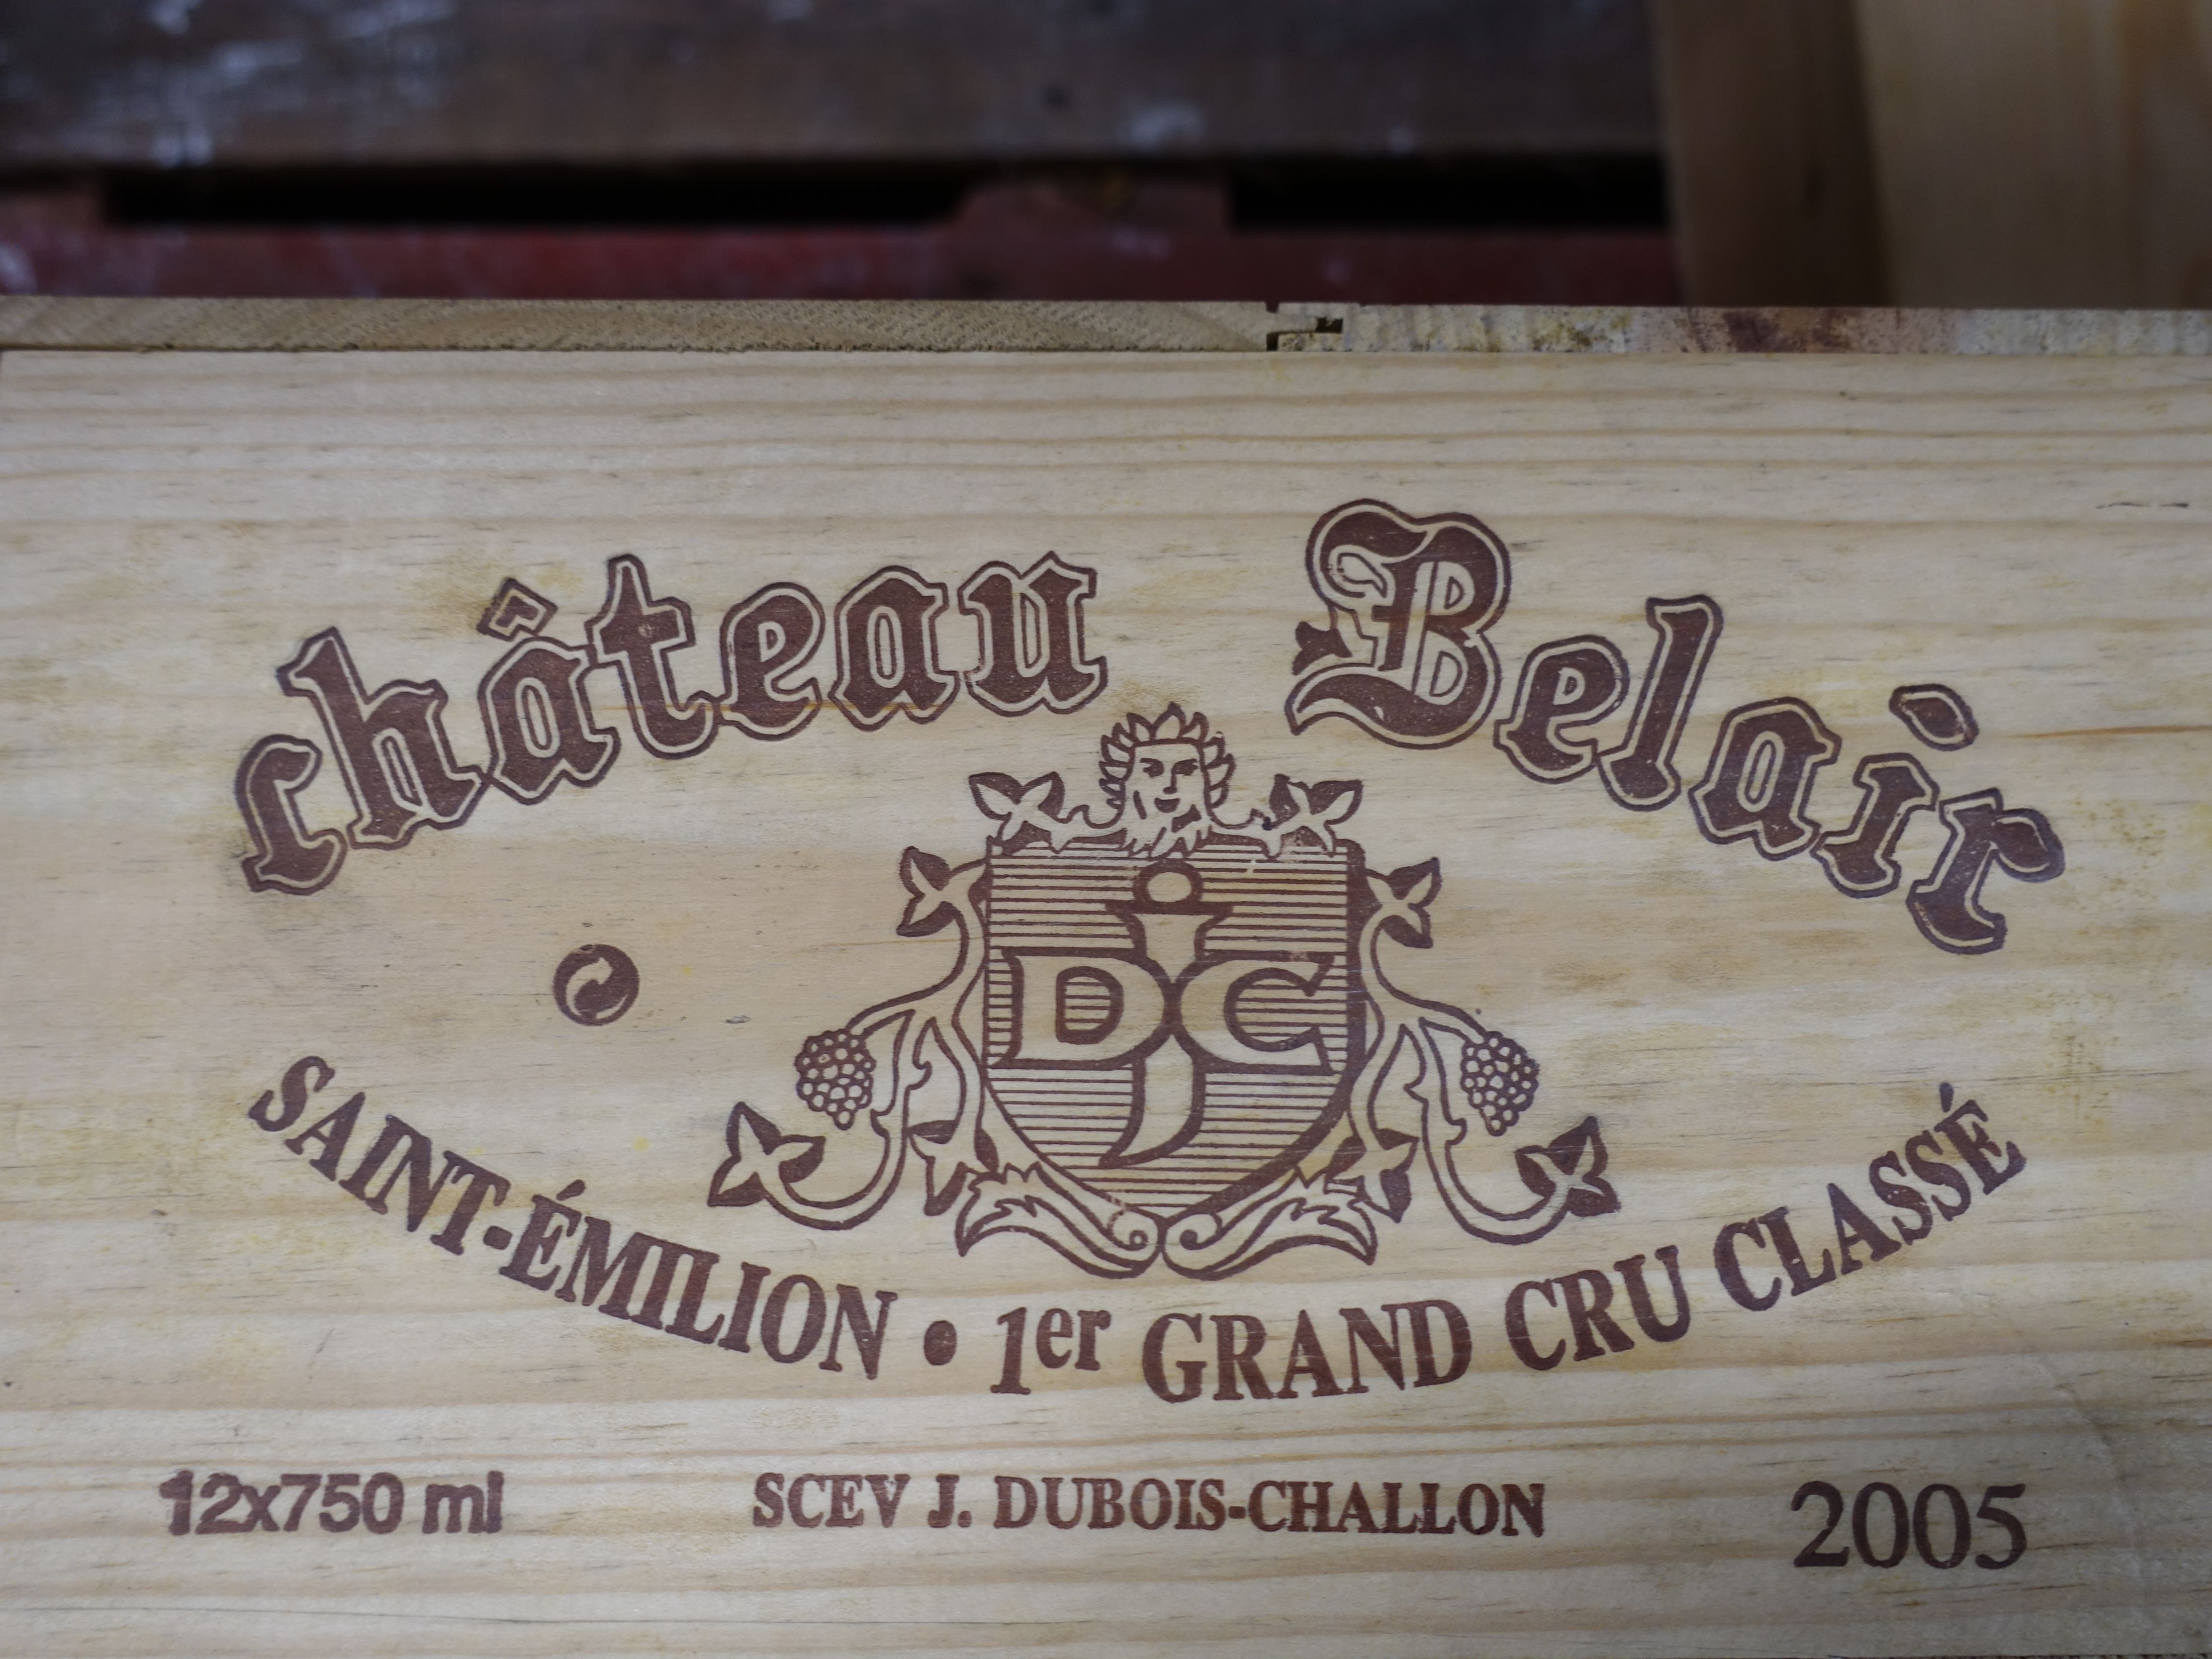 Château Belair
DJC
SAINT-ÉMILION • 1er GRAND CRU CLASSÉ
12x750 ml
SCEV J. DUBOIS-CHALLON
2005